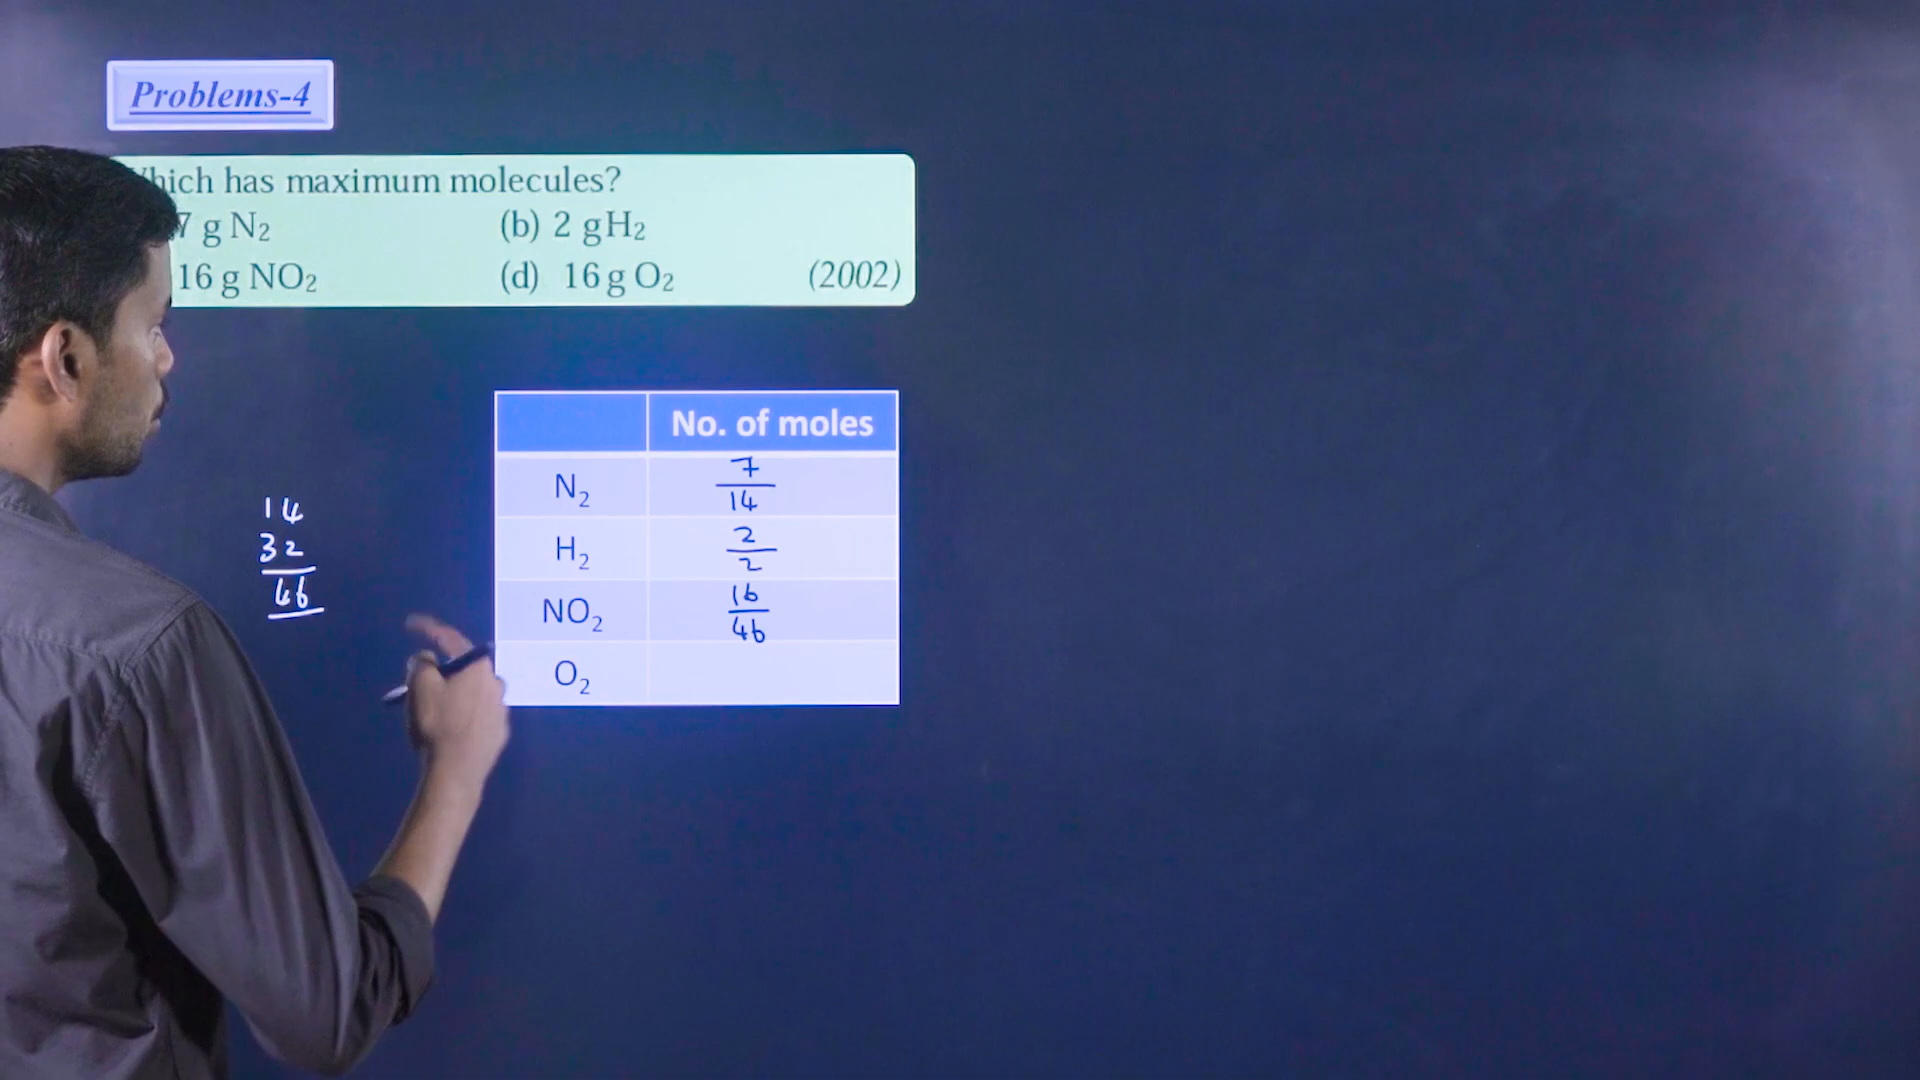 Problems-4
hich has maximum molecules?
7 g N2 (b) 2 gH2
16 g NO2 (d) 16 g O2 (2002)
No. of moles
N2 7/14
H2 2/2
NO2 16/46
O2
14
32
46